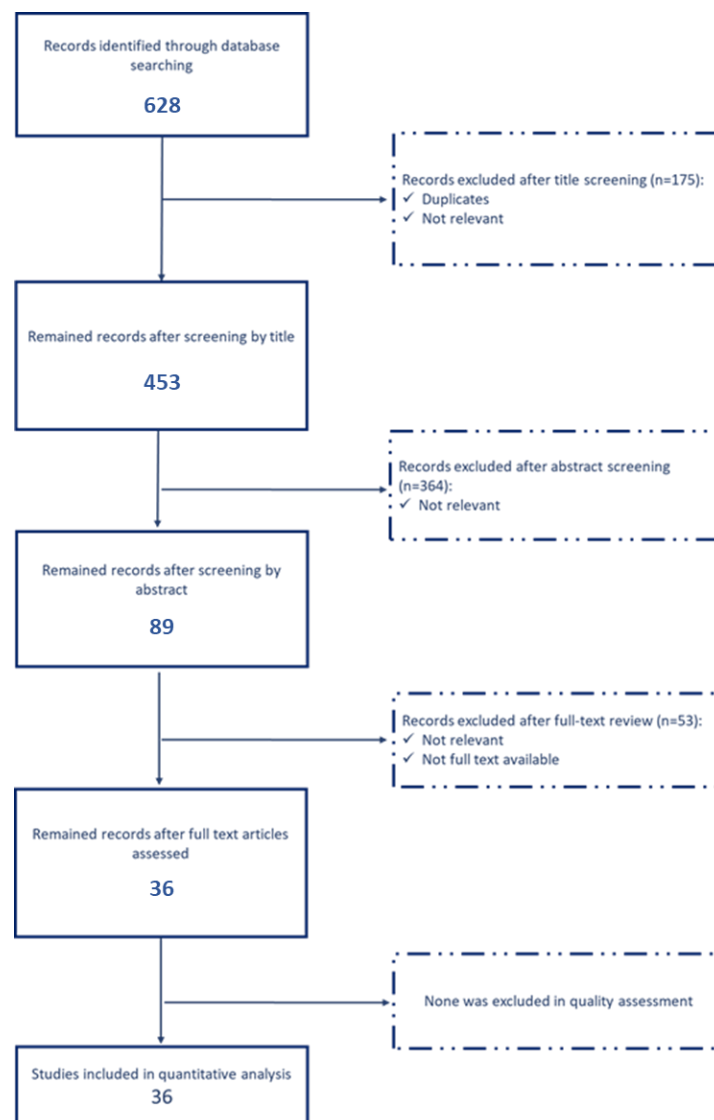 Records identified through database
searching
628
Records excluded after title screening (n=175):
✓ Duplicates
✓ Not relevant
Remained records after screening by title
453
Records excluded after abstract screening
(n=364):
✓ Not relevant
Remained records after screening by
abstract
89
Records excluded after full-text review (n=53):
✓ Not relevant
✓ Not full text available
Remained records after full text articles
assessed
36
None was excluded in quality assessment
Studies included in quantitative analysis
36